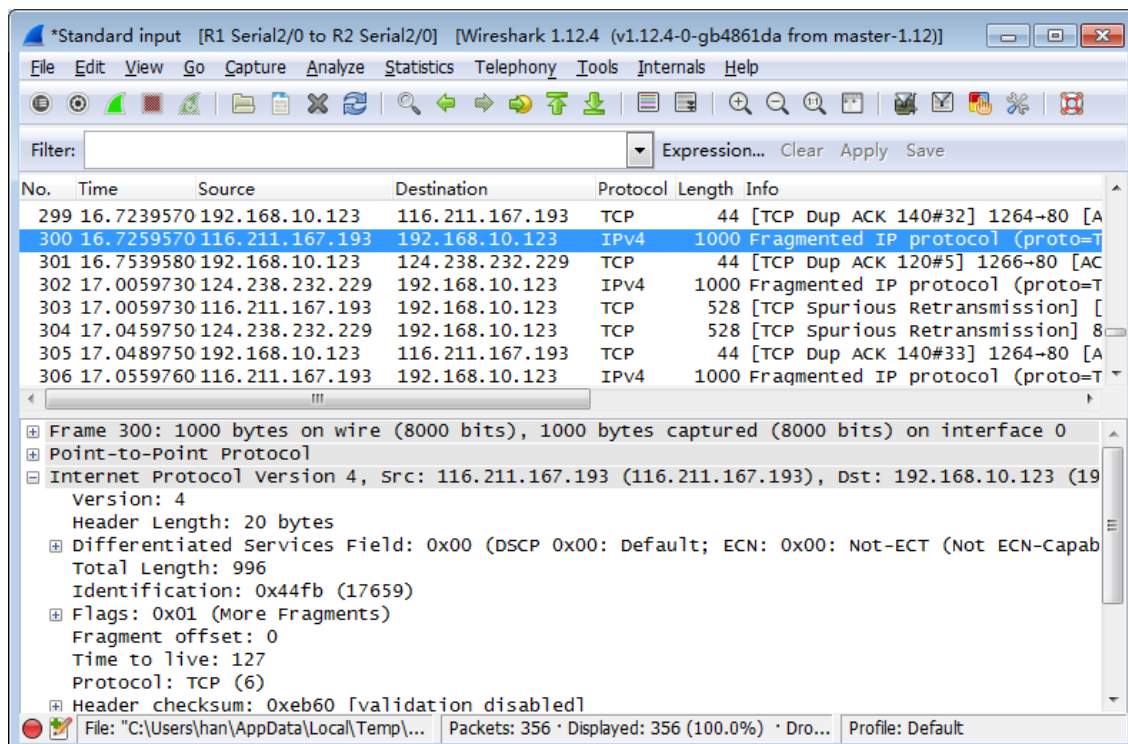 *Standard input [R1 Serial2/0 to R2 Serial2/0] [Wireshark 1.12.4 (v1.12.4-0-gb4861da from master-1.12)]
File Edit View Go Capture Analyze Statistics Telephony Tools Internals Help
Filter: Expression... Clear Apply Save
No. Time Source Destination Protocol Length Info
299 16.7239570 192.168.10.123 116.211.167.193 TCP 44 [TCP Dup ACK 140#32] 1264→80 [A
300 16.7259570 116.211.167.193 192.168.10.123 IPv4 1000 Fragmented IP protocol (proto=T
301 16.7539580 192.168.10.123 124.238.232.229 TCP 44 [TCP Dup ACK 120#5] 1266→80 [AC
302 17.0059730 124.238.232.229 192.168.10.123 IPv4 1000 Fragmented IP protocol (proto=T
303 17.0059730 116.211.167.193 192.168.10.123 TCP 528 [TCP Spurious Retransmission] [
304 17.0459750 124.238.232.229 192.168.10.123 TCP 528 [TCP Spurious Retransmission] 8
305 17.0489750 192.168.10.123 116.211.167.193 TCP 44 [TCP Dup ACK 140#33] 1264→80 [A
306 17.0559760 116.211.167.193 192.168.10.123 IPv4 1000 Fragmented IP protocol (proto=T
Frame 300: 1000 bytes on wire (8000 bits), 1000 bytes captured (8000 bits) on interface 0
Point-to-Point Protocol
Internet Protocol Version 4, Src: 116.211.167.193 (116.211.167.193), Dst: 192.168.10.123 (19
Version: 4
Header Length: 20 bytes
Differentiated Services Field: 0x00 (DSCP 0x00: Default; ECN: 0x00: Not-ECT (Not ECN-Capab
Total Length: 996
Identification: 0x44fb (17659)
Flags: 0x01 (More Fragments)
Fragment offset: 0
Time to live: 127
Protocol: TCP (6)
Header checksum: 0xeb60 [validation disabled]
File: "C:\Users\han\AppData\Local\Temp\... Packets: 356 · Displayed: 356 (100.0%) · Dro... Profile: Default